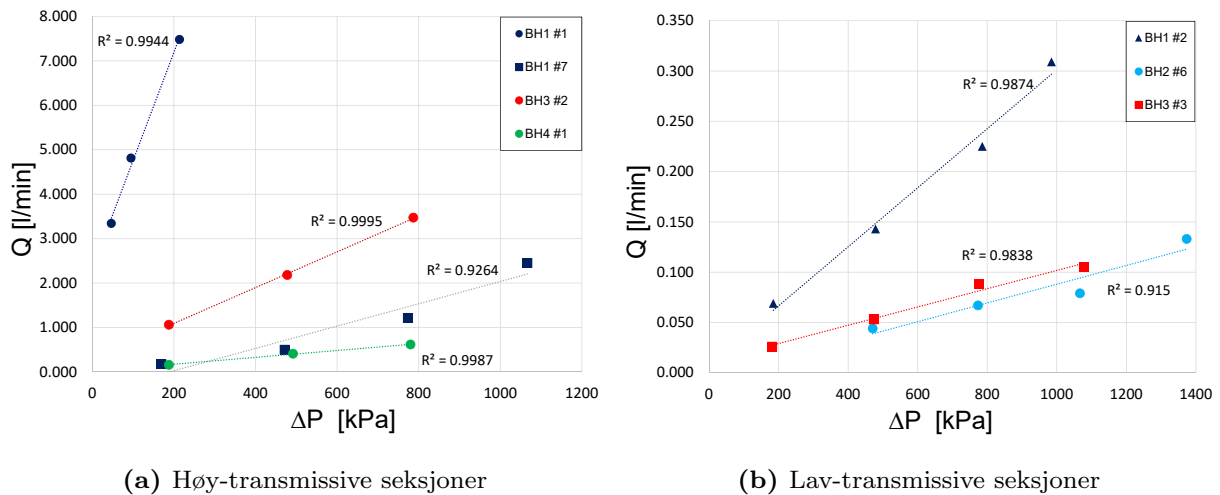 8.000
7.000
6.000
5.000
4.000
3.000
2.000
1.000
0.000
Q [l/min]
0 200 400 600 800 1000 1200
ΔP [kPa]
R² = 0.9944
R² = 0.9995
R² = 0.9264
R² = 0.9987
BH1 #1
BH1 #7
BH3 #2
BH4 #1
(a) Høy-transmissive seksjoner
0.350
0.300
0.250
0.200
0.150
0.100
0.050
0.000
Q [l/min]
0 200 400 600 800 1000 1200 1400
ΔP [kPa]
R² = 0.9874
R² = 0.9838
R² = 0.915
BH1 #2
BH2 #6
BH3 #3
(b) Lav-transmissive seksjoner